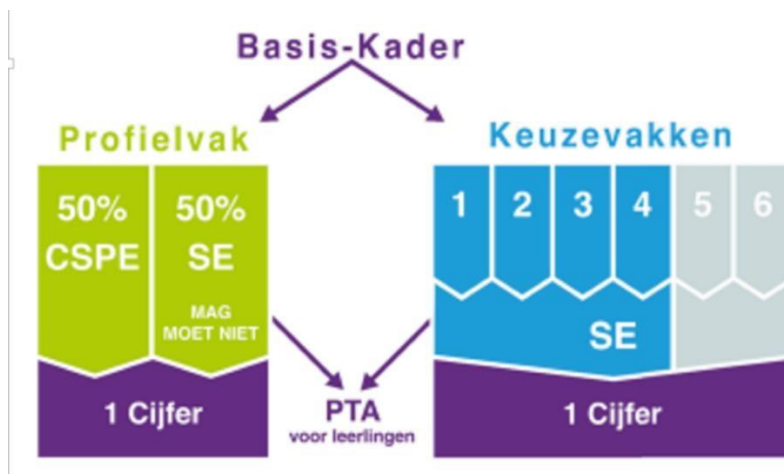 Basis-Kader
Profielvak
50%
CSPE
50%
SE
MAG
MOET NIET
1 Cijfer
PTA
voor leerlingen
Keuzevakken
1 2 3 4 5 6
SE
1 Cijfer